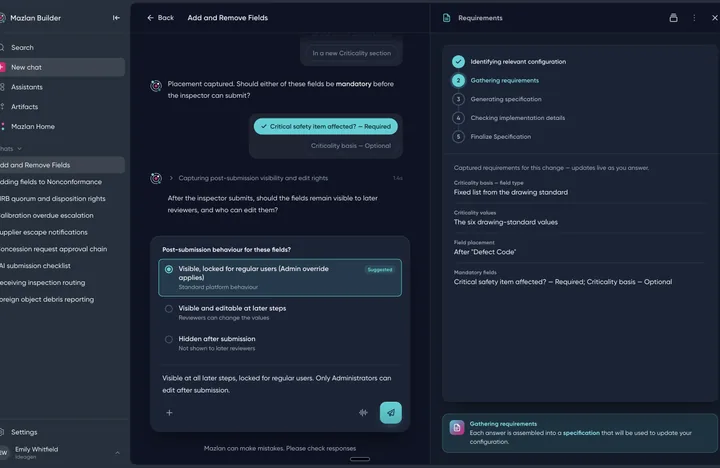 Mazlan Builder
Search
New chat
Assistants
Artifacts
Mazlan Home
hats
dd and Remove Fields
dding fields to Nonconformance
RB quorum and disposition rights
alibration overdue escalation
upplier escape notifications
oncession request approval chain
AI submission checklist
eceiving inspection routing
oreign object debris reporting
Settings
EW
Emily Whitfield
Ideagen
Back
Add and Remove Fields
In a new Criticality section
Placement captured. Should either of these fields be mandatory before
the inspector can submit?
Critical safety item affected? — Required
Criticality basis — Optional
Capturing post-submission visibility and edit rights
After the inspector submits, should the fields remain visible to later
reviewers, and who can edit them?
Post-submission behaviour for these fields?
Visible, locked for regular users (Admin override
applies)
Suggested
Standard platform behaviour
Visible and editable at later steps
Reviewers can change the values
Hidden after submission
Not shown to later reviewers
Visible at all later steps, locked for regular users. Only Administrators can
edit after submission.
Mazlan can make mistakes. Please check responses
Requirements
Identifying relevant configuration
2 Gathering requirements
3 Generating specification
4 Checking implementation details
5 Finalize Specification
Captured requirements for this change — updates live as you answer.
Criticality basis — field type
Fixed list from the drawing standard
Criticality values
The six drawing-standard values
Field placement
After "Defect Code"
Mandatory fields
Critical safety item affected? — Required; Criticality basis — Optional
Gathering requirements
Each answer is assembled into a specification that will be used to update your
configuration.